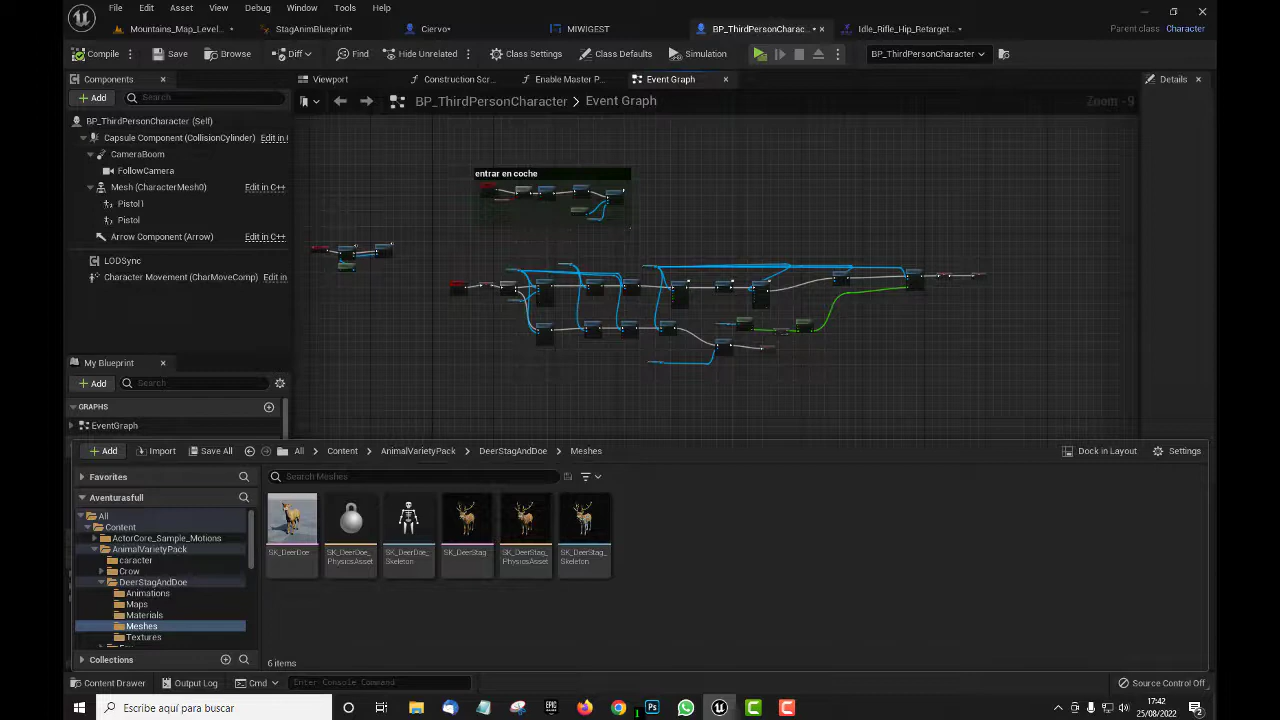 File Edit Asset View Debug Window Tools Help
Mountains_Map_Level... StagAnimBlueprint* Ciervo* MIWIGEST BP_ThirdPersonCharac... Idle_Rifle_Hip_Retarget...
Parent class: Character
Compile Save Browse Diff Find Hide Unrelated Class Settings Class Defaults Simulation BP_ThirdPersonCharacter
Components Viewport Construction Scr... Enable Master P... Event Graph Details
Add Search BP_ThirdPersonCharacter > Event Graph Zoom -9
BP_ThirdPersonCharacter (Self)
Capsule Component (CollisionCylinder) Edit in
CameraBoom
FollowCamera
Mesh (CharacterMesh0) Edit in C++
Pistol1
Pistol
Arrow Component (Arrow) Edit in C++
LODSync
Character Movement (CharMoveComp) Edit in
entrar en coche
My Blueprint
Add Search
GRAPHS
EventGraph
Add Import Save All All Content AnimalVarietyPack DeerStagAndDoe Meshes Dock in Layout Settings
Favorites Search Meshes
Aventurasfull
All
Content
ActorCore_Sample_Motions
AnimalVarietyPack
caracter
Crow
DeerStagAndDoe
Animations
Maps
Materials
Meshes
Textures
SK_DeerDoe
SK_DeerDoe_PhysicsAsset
SK_DeerDoe_Skeleton
SK_DeerStag
SK_DeerStag_PhysicsAsset
SK_DeerStag_Skeleton
Collections 6 items
Content Drawer Output Log Cmd Enter Console Command Source Control Off
Escribe aquí para buscar
17:42
25/08/2022